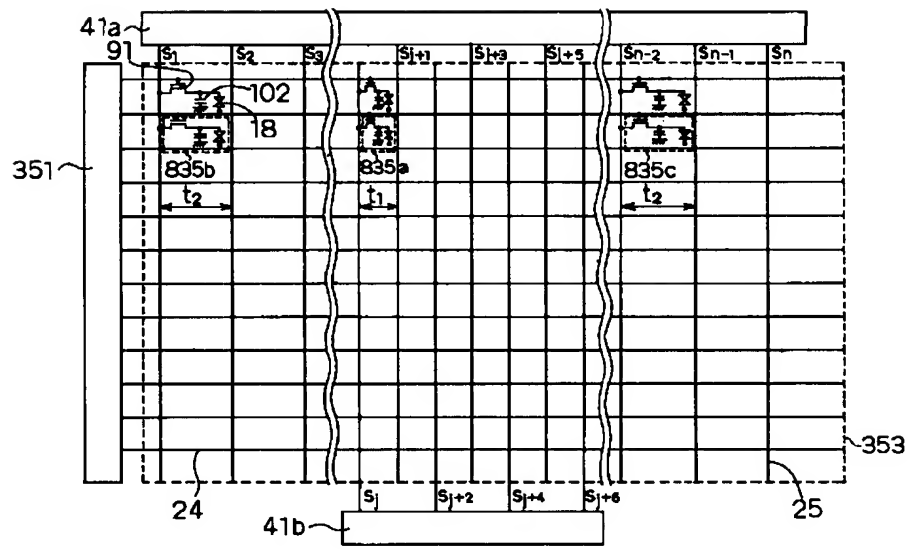 41a
S1 S2 S3 Sj+1 Sj+3 Sj+5 Sn-2 Sn-1 Sn
91
102
18
351
835b 835a 835c
t2 t1 t2
353
24 Sj Sj+2 Sj+4 Sj+6 25
41b